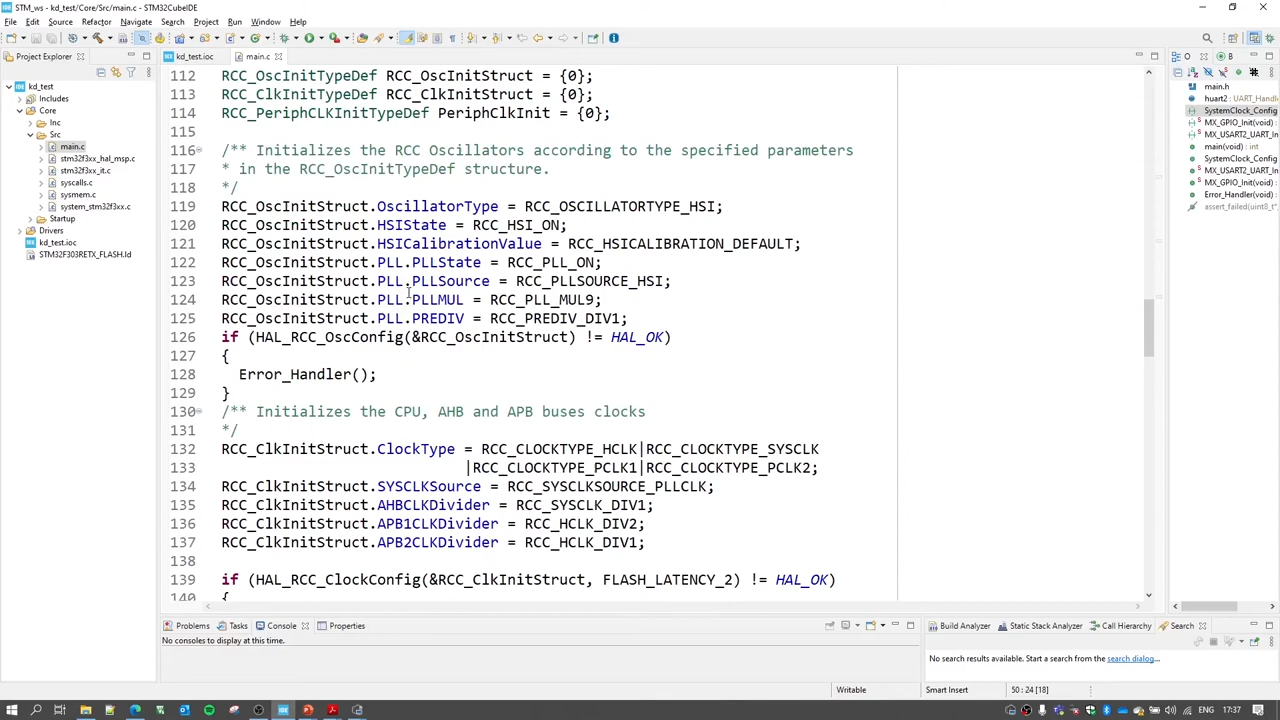 STM_ws - kd_test/Core/Src/main.c - STM32CubeIDE
File Edit Source Refactor Navigate Search Project Run Window Help
Project Explorer
kd_test
Includes
Core
Inc
Src
main.c
stm32f3xx_hal_msp.c
stm32f3xx_it.c
syscalls.c
sysmem.c
system_stm32f3xx.c
Startup
Drivers
kd_test.ioc
STM32F303RETX_FLASH.ld
kd_test.ioc main.c
112 RCC_OscInitTypeDef RCC_OscInitStruct = {0};
113 RCC_ClkInitTypeDef RCC_ClkInitStruct = {0};
114 RCC_PeriphCLKInitTypeDef PeriphClkInit = {0};
115
116 /** Initializes the RCC Oscillators according to the specified parameters
117 * in the RCC_OscInitTypeDef structure.
118 */
119 RCC_OscInitStruct.OscillatorType = RCC_OSCILLATORTYPE_HSI;
120 RCC_OscInitStruct.HSIState = RCC_HSI_ON;
121 RCC_OscInitStruct.HSICalibrationValue = RCC_HSICALIBRATION_DEFAULT;
122 RCC_OscInitStruct.PLL.PLLState = RCC_PLL_ON;
123 RCC_OscInitStruct.PLL.PLLSource = RCC_PLLSOURCE_HSI;
124 RCC_OscInitStruct.PLL.PLLMUL = RCC_PLL_MUL9;
125 RCC_OscInitStruct.PLL.PREDIV = RCC_PREDIV_DIV1;
126 if (HAL_RCC_OscConfig(&RCC_OscInitStruct) != HAL_OK)
127 {
128 Error_Handler();
129 }
130 /** Initializes the CPU, AHB and APB buses clocks
131 */
132 RCC_ClkInitStruct.ClockType = RCC_CLOCKTYPE_HCLK|RCC_CLOCKTYPE_SYSCLK
133 |RCC_CLOCKTYPE_PCLK1|RCC_CLOCKTYPE_PCLK2;
134 RCC_ClkInitStruct.SYSCLKSource = RCC_SYSCLKSOURCE_PLLCLK;
135 RCC_ClkInitStruct.AHBCLKDivider = RCC_SYSCLK_DIV1;
136 RCC_ClkInitStruct.APB1CLKDivider = RCC_HCLK_DIV2;
137 RCC_ClkInitStruct.APB2CLKDivider = RCC_HCLK_DIV1;
138
139 if (HAL_RCC_ClockConfig(&RCC_ClkInitStruct, FLASH_LATENCY_2) != HAL_OK)
140 {
O B
main.h
huart2 : UART_Handle
SystemClock_Config
MX_GPIO_Init(void)
MX_USART2_UART_In
main(void) : int
SystemClock_Config
MX_USART2_UART_In
MX_GPIO_Init(void) :
Error_Handler(void) :
assert_failed(uint8_t*,
Problems Tasks Console Properties
No consoles to display at this time.
Build Analyzer Static Stack Analyzer Call Hierarchy Search
No search results available. Start a search from the search dialog...
Writable Smart Insert 50 : 24 [18]
ENG 17:37